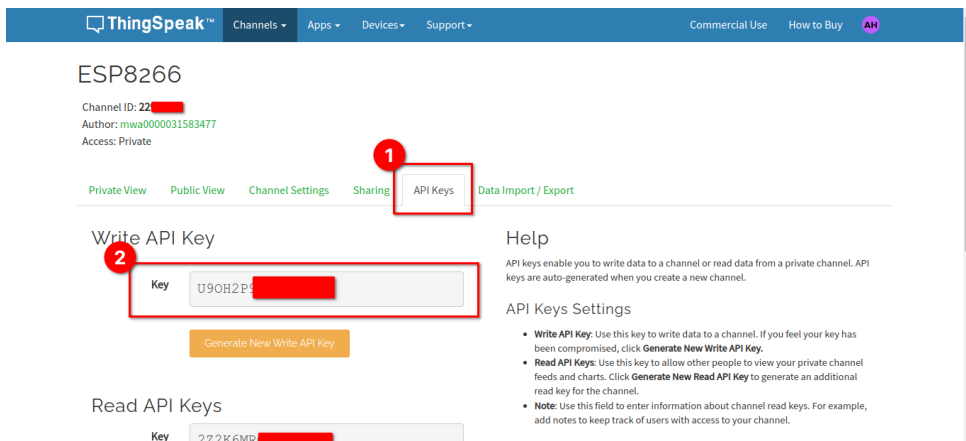 ThingSpeak™ Channels Apps Devices Support Commercial Use How to Buy AH
ESP8266
Channel ID: 22
Author: mwa0000031583477
Access: Private
1
Private View Public View Channel Settings Sharing API Keys Data Import / Export
Write API Key
2
Key U9OH2P9
Generate New Write API Key
Read API Keys
Key 2Z2K6MR
Help
API keys enable you to write data to a channel or read data from a private channel. API
keys are auto-generated when you create a new channel.
API Keys Settings
• Write API Key: Use this key to write data to a channel. If you feel your key has
been compromised, click Generate New Write API Key.
• Read API Keys: Use this key to allow other people to view your private channel
feeds and charts. Click Generate New Read API Key to generate an additional
read key for the channel.
• Note: Use this field to enter information about channel read keys. For example,
add notes to keep track of users with access to your channel.